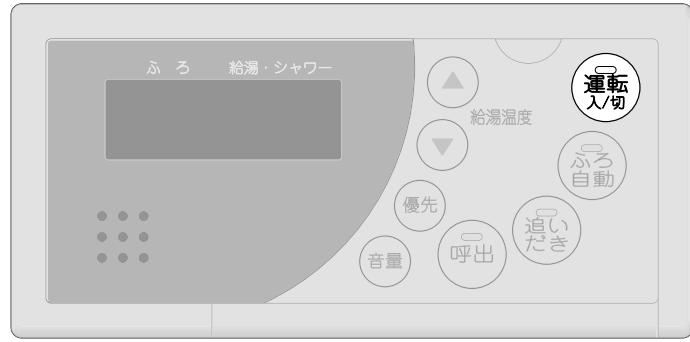 ふろ 給湯・シャワー
運転
入/切
給湯温度
ふろ
自動
優先
追い
だき
呼出
音量